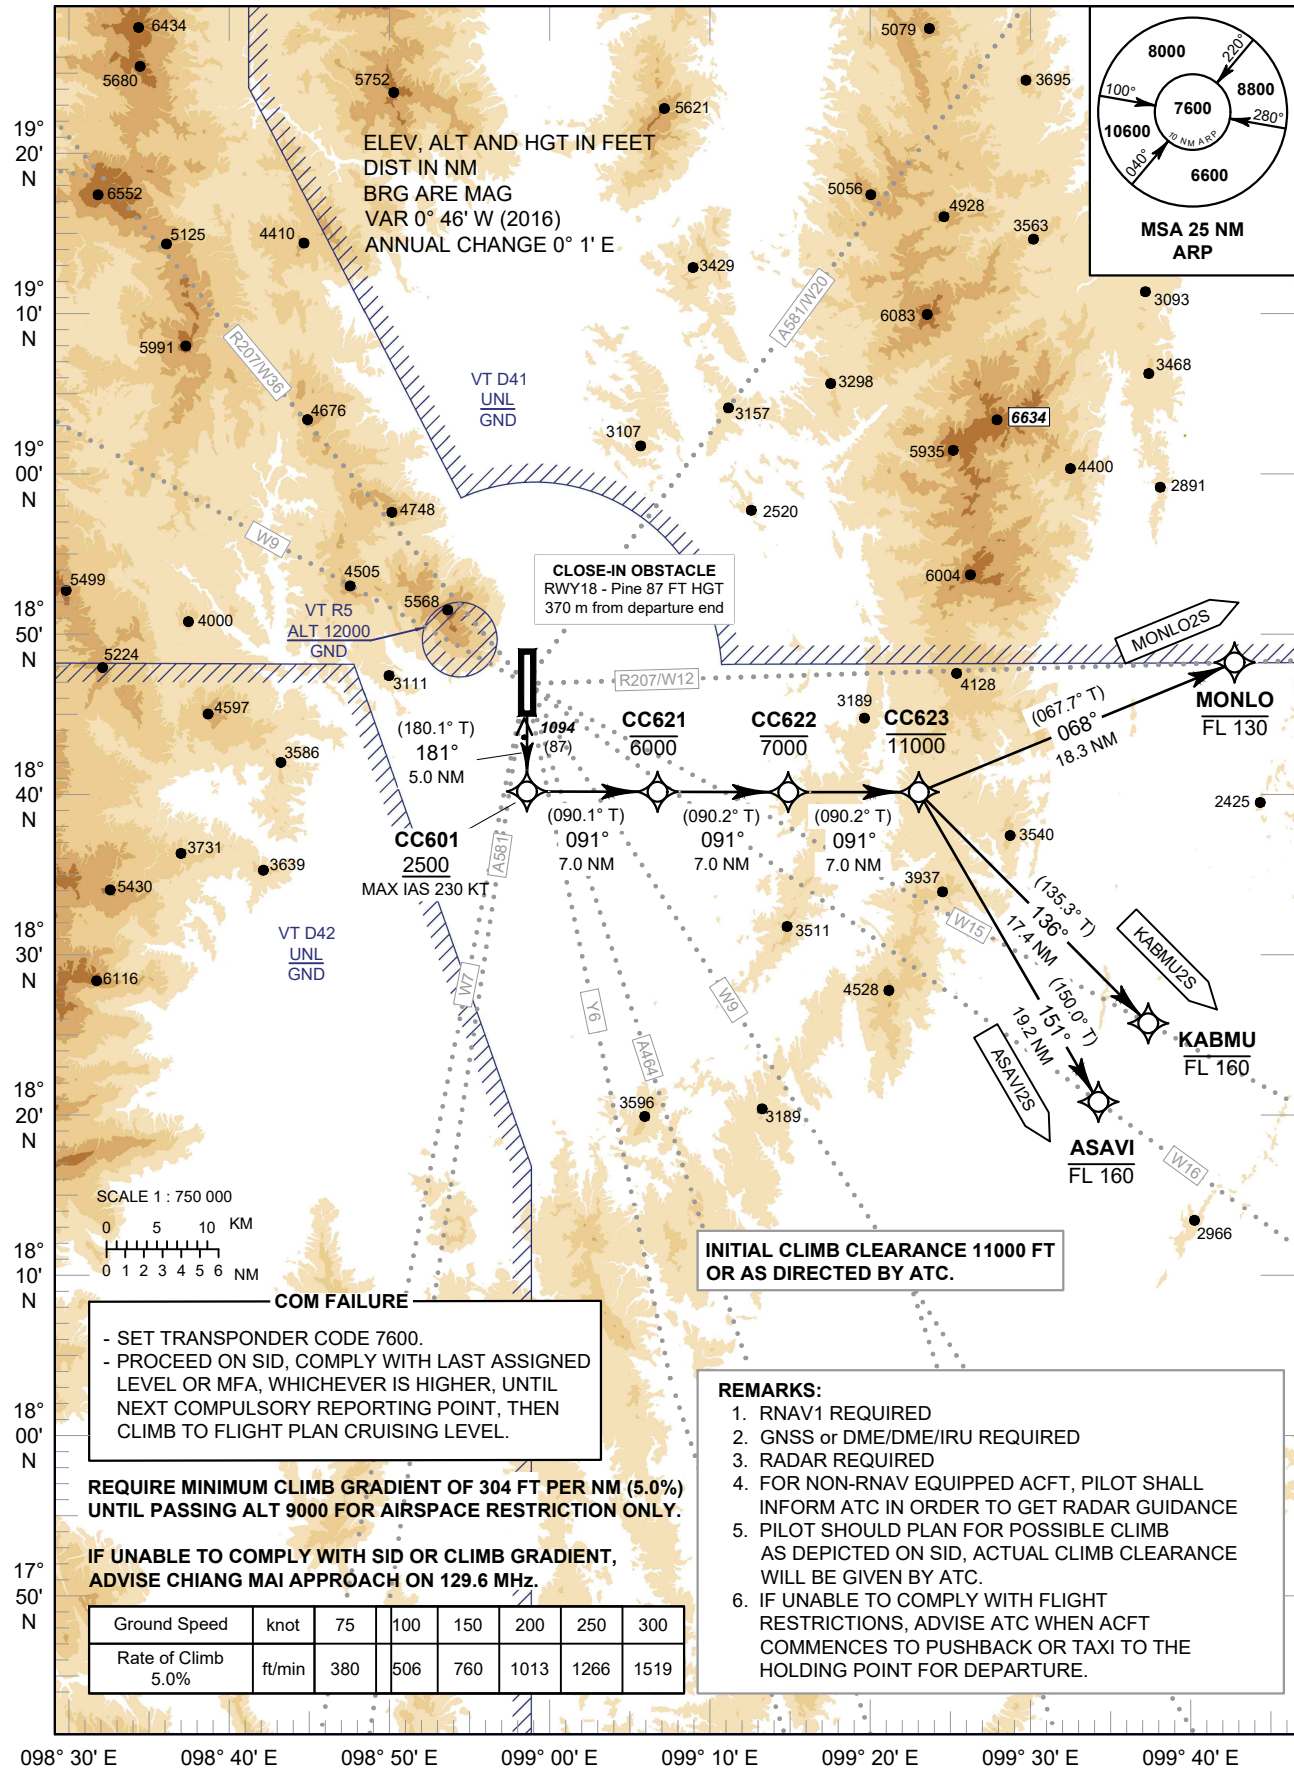 6434
5680
5752
5621
5079
3695
8000
220°
8800
100°
7600
280°
10 NM ARP
10600
040°
6600
MSA 25 NM
ARP
ELEV, ALT AND HGT IN FEET
DIST IN NM
BRG ARE MAG
VAR 0° 46' W (2016)
ANNUAL CHANGE 0° 1' E
19°
20'
N
6552
5125
4410
5056
4928
3563
3429
3093
19°
10'
N
5991
R207/W36
A581/W20
6083
3468
VT D41
UNL
GND
3298
4676
3157
3107
6634
5935
4400
2891
19°
00'
N
4748
2520
W9
CLOSE-IN OBSTACLE
RWY18 - Pine 87 FT HGT
370 m from departure end
5499
4505
5568
6004
4000
VT R5
ALT 12000
GND
18°
50'
N
5224
3111
R207/W12
4128
MONLO2S
MONLO
FL 130
4597
3586
(180.1° T)
181°
5.0 NM
1094
(87)
CC621
6000
CC622
7000
3189
CC623
11000
(067.7° T)
068°
18.3 NM
18°
40'
N
2425
CC601
2500
MAX IAS 230 KT
(090.1° T)
091°
7.0 NM
(090.2° T)
091°
7.0 NM
(090.2° T)
091°
7.0 NM
3540
3731
3639
5430
A581
3937
(135.3° T)
136°
17.4 NM
KABMU2S
W15
3511
18°
30'
N
VT D42
UNL
GND
6116
W7
Y6
W9
4528
(150.0° T)
151°
19.2 NM
KABMU
FL 160
A464
ASAVI2S
18°
20'
N
3596
3189
ASAVI
FL 160
W16
2966
SCALE 1 : 750 000
0 5 10 KM
0 1 2 3 4 5 6 NM
18°
10'
N
INITIAL CLIMB CLEARANCE 11000 FT
OR AS DIRECTED BY ATC.
COM FAILURE
- SET TRANSPONDER CODE 7600.
- PROCEED ON SID, COMPLY WITH LAST ASSIGNED
LEVEL OR MFA, WHICHEVER IS HIGHER, UNTIL
NEXT COMPULSORY REPORTING POINT, THEN
CLIMB TO FLIGHT PLAN CRUISING LEVEL.
18°
00'
N
REQUIRE MINIMUM CLIMB GRADIENT OF 304 FT PER NM (5.0%)
UNTIL PASSING ALT 9000 FOR AIRSPACE RESTRICTION ONLY.
IF UNABLE TO COMPLY WITH SID OR CLIMB GRADIENT,
ADVISE CHIANG MAI APPROACH ON 129.6 MHz.
17°
50'
N
Ground Speed knot 75 100 150 200 250 300
Rate of Climb
5.0% ft/min 380 506 760 1013 1266 1519
REMARKS:
1. RNAV1 REQUIRED
2. GNSS or DME/DME/IRU REQUIRED
3. RADAR REQUIRED
4. FOR NON-RNAV EQUIPPED ACFT, PILOT SHALL
INFORM ATC IN ORDER TO GET RADAR GUIDANCE
5. PILOT SHOULD PLAN FOR POSSIBLE CLIMB
AS DEPICTED ON SID, ACTUAL CLIMB CLEARANCE
WILL BE GIVEN BY ATC.
6. IF UNABLE TO COMPLY WITH FLIGHT
RESTRICTIONS, ADVISE ATC WHEN ACFT
COMMENCES TO PUSHBACK OR TAXI TO THE
HOLDING POINT FOR DEPARTURE.
098° 30' E 098° 40' E 098° 50' E 099° 00' E 099° 10' E 099° 20' E 099° 30' E 099° 40' E